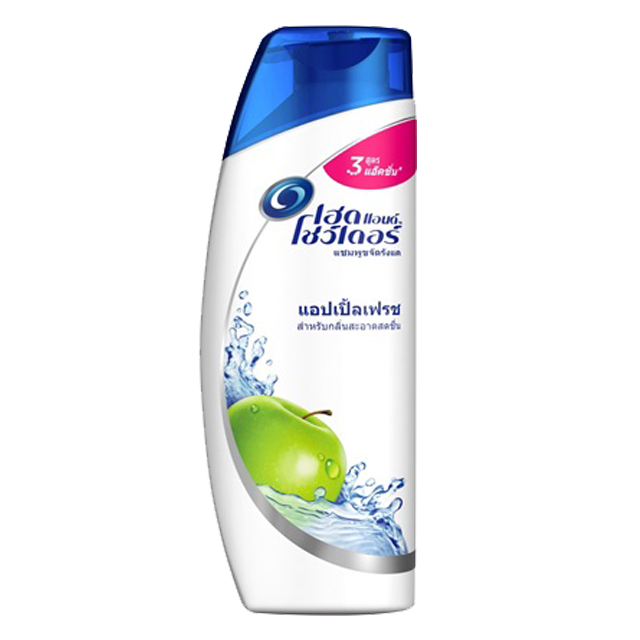 3 สูตร
แอ็คชั่น*
เฮด แอนด์
โชว์เดอร์
แชมพูขจัดรังแค
แอปเปิ้ลเฟรช
สำหรับกลิ่นสะอาดสดชื่น